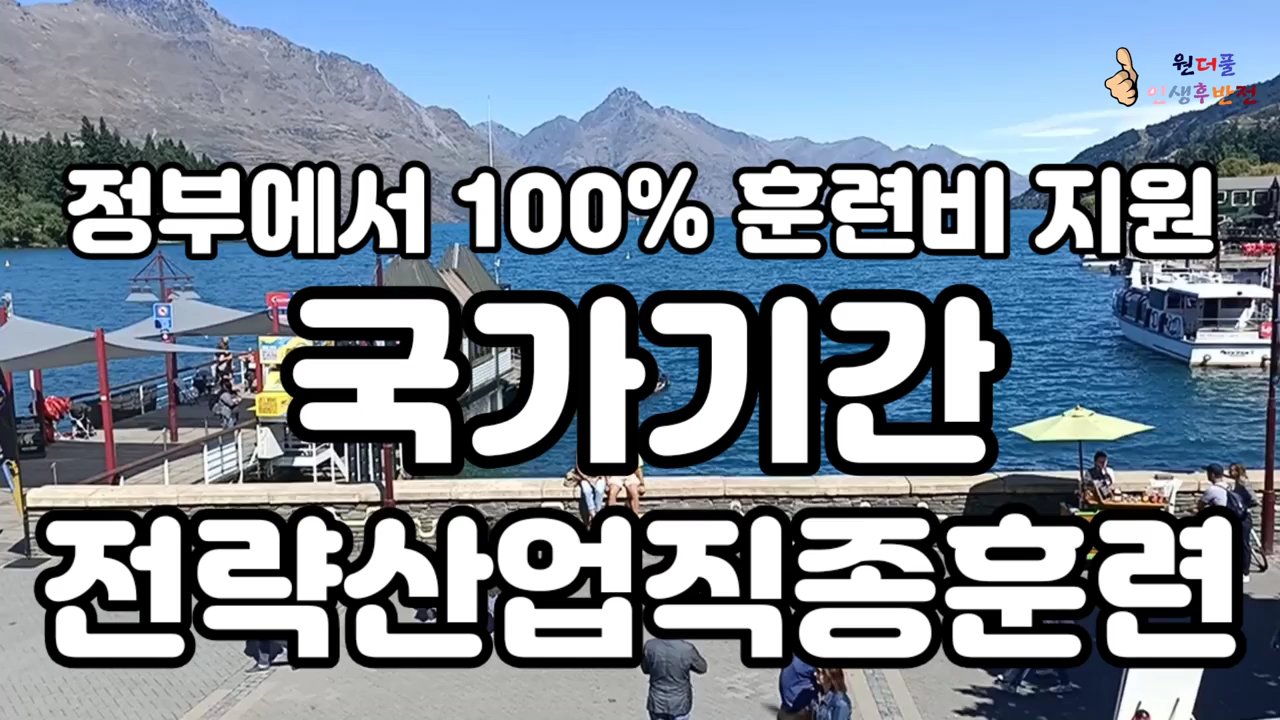 원더풀
인생후반전
정부에서 100% 훈련비 지원
국가기간
전략산업직종훈련